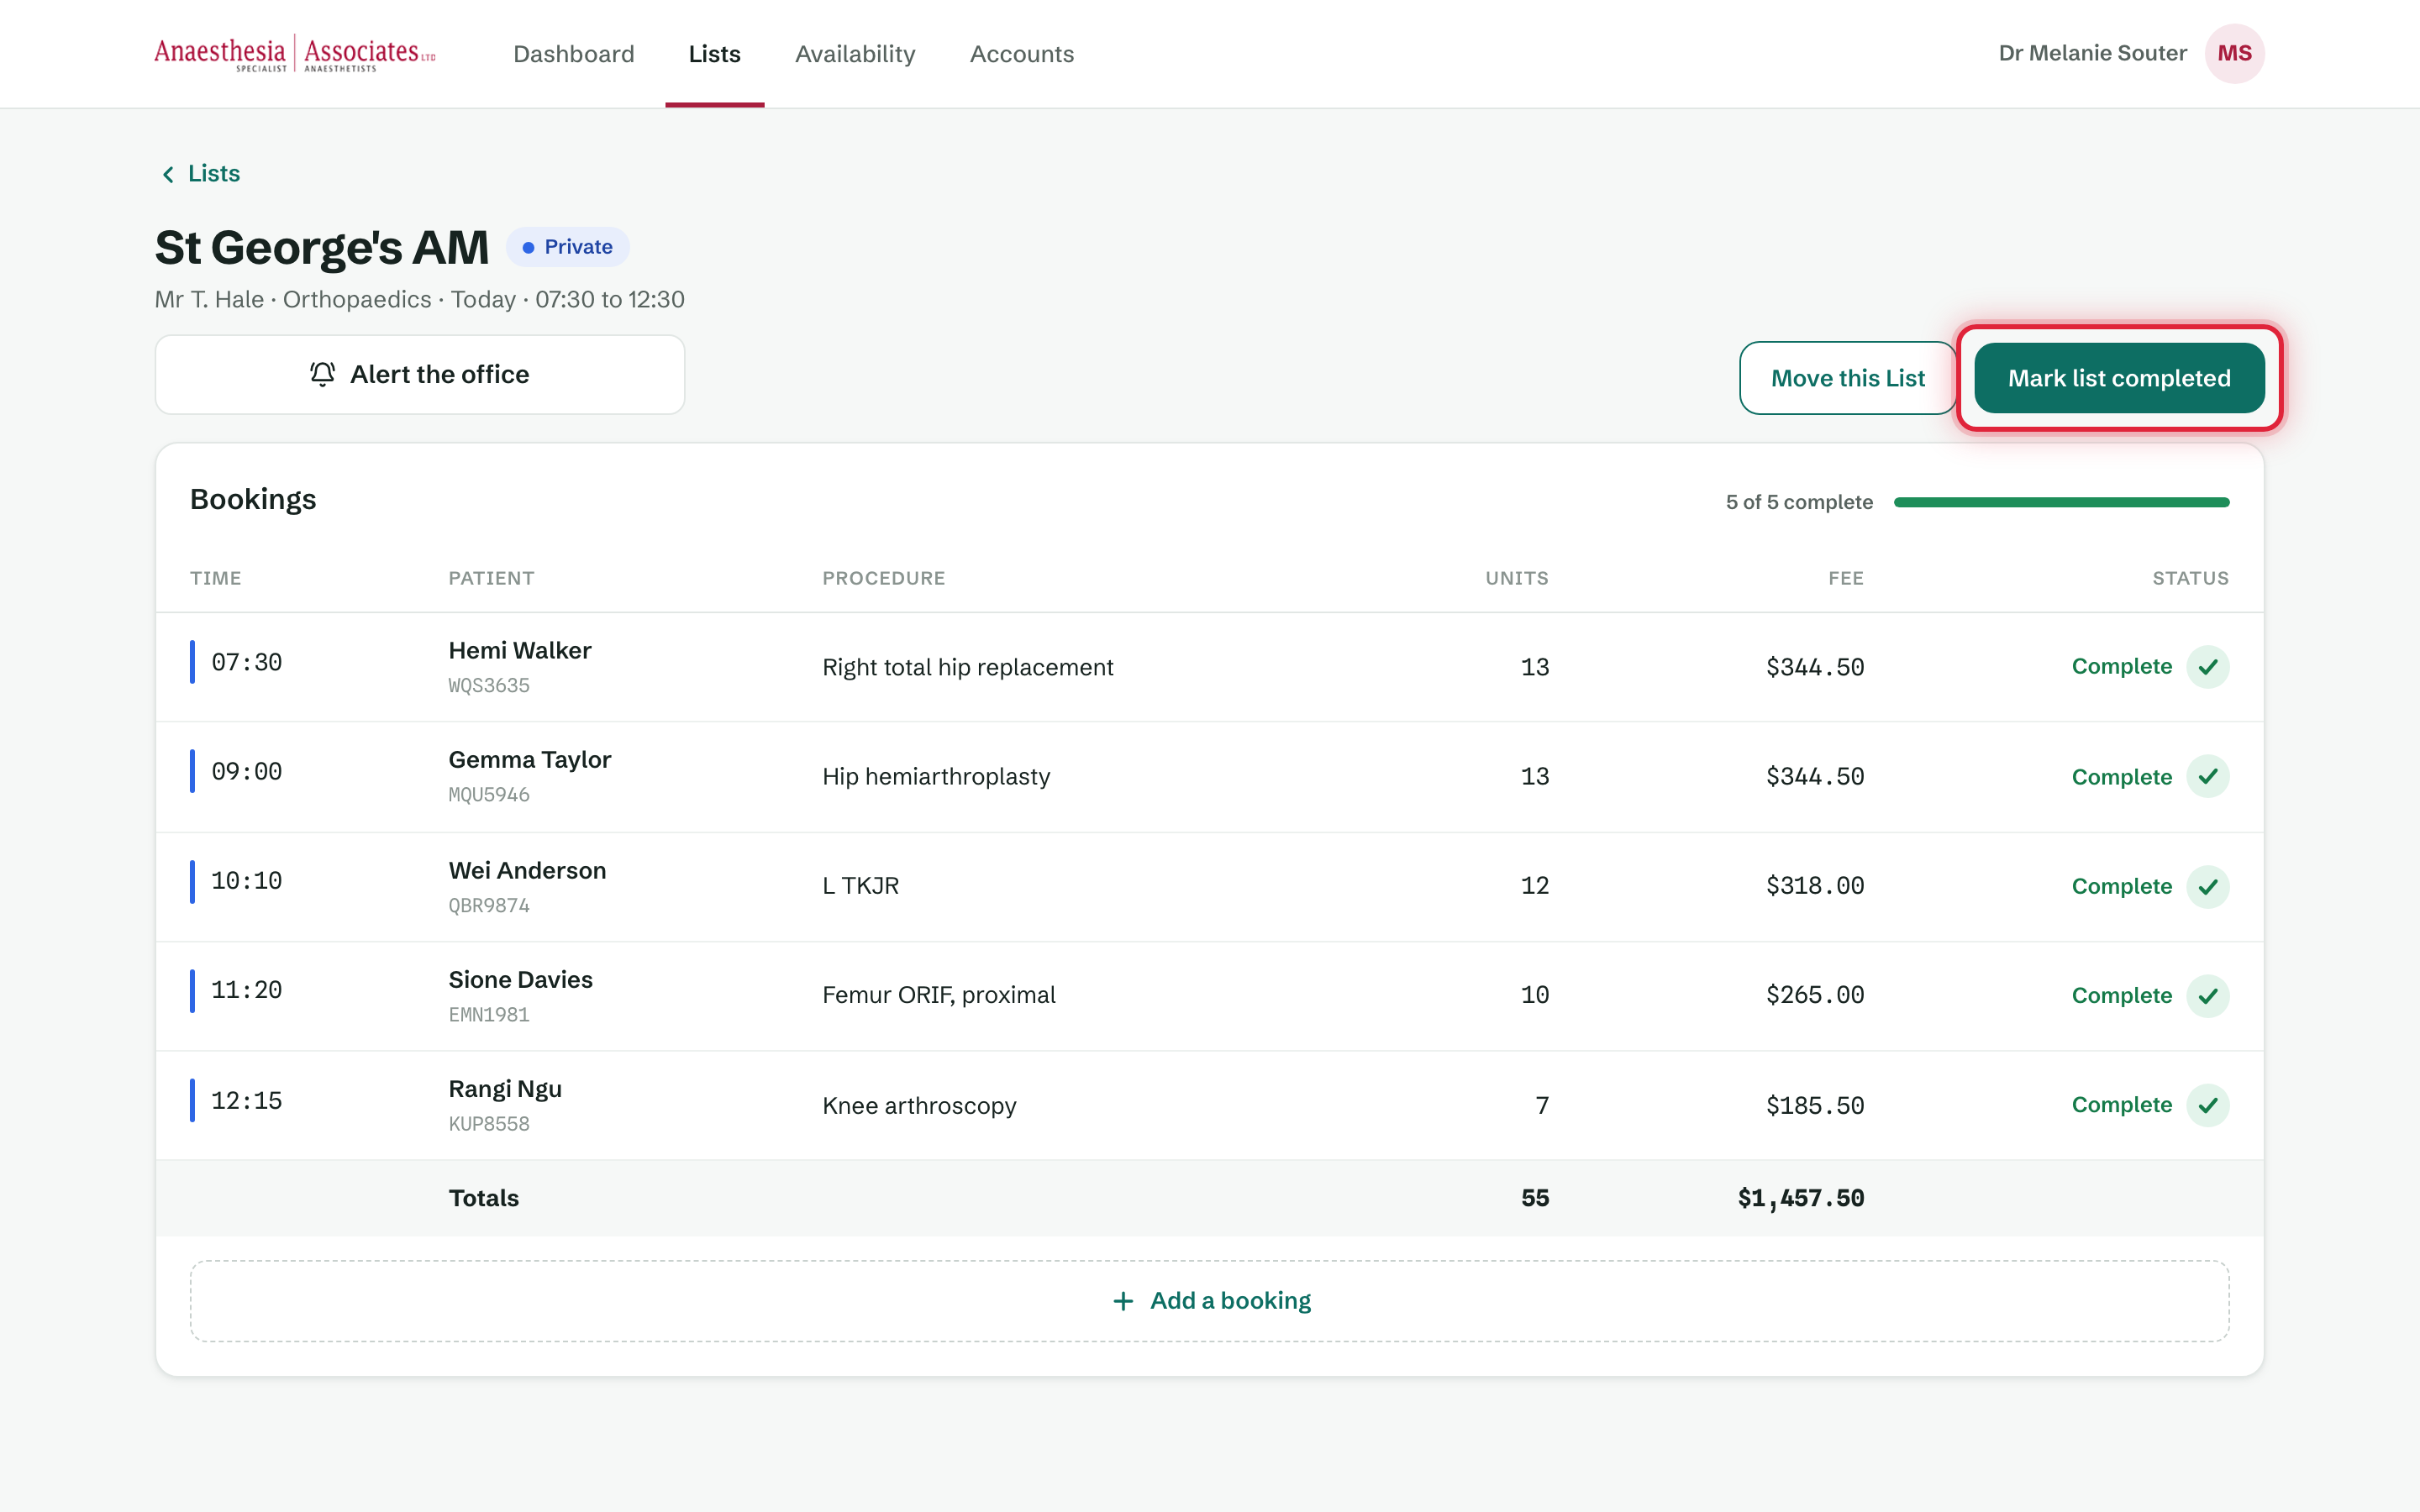 Anaesthesia | Associates LTD
SPECIALIST ANAESTHETISTS
Dashboard Lists Availability Accounts
Dr Melanie Souter MS
Lists
St George's AM Private
Mr T. Hale · Orthopaedics · Today · 07:30 to 12:30
Alert the office Move this List Mark list completed
Bookings 5 of 5 complete
TIME PATIENT PROCEDURE UNITS FEE STATUS
07:30 Hemi Walker Right total hip replacement 13 $344.50 Complete
WQS3635
09:00 Gemma Taylor Hip hemiarthroplasty 13 $344.50 Complete
MQU5946
10:10 Wei Anderson L TKJR 12 $318.00 Complete
QBR9874
11:20 Sione Davies Femur ORIF, proximal 10 $265.00 Complete
EMN1981
12:15 Rangi Ngu Knee arthroscopy 7 $185.50 Complete
KUP8558
Totals 55 $1,457.50
+ Add a booking